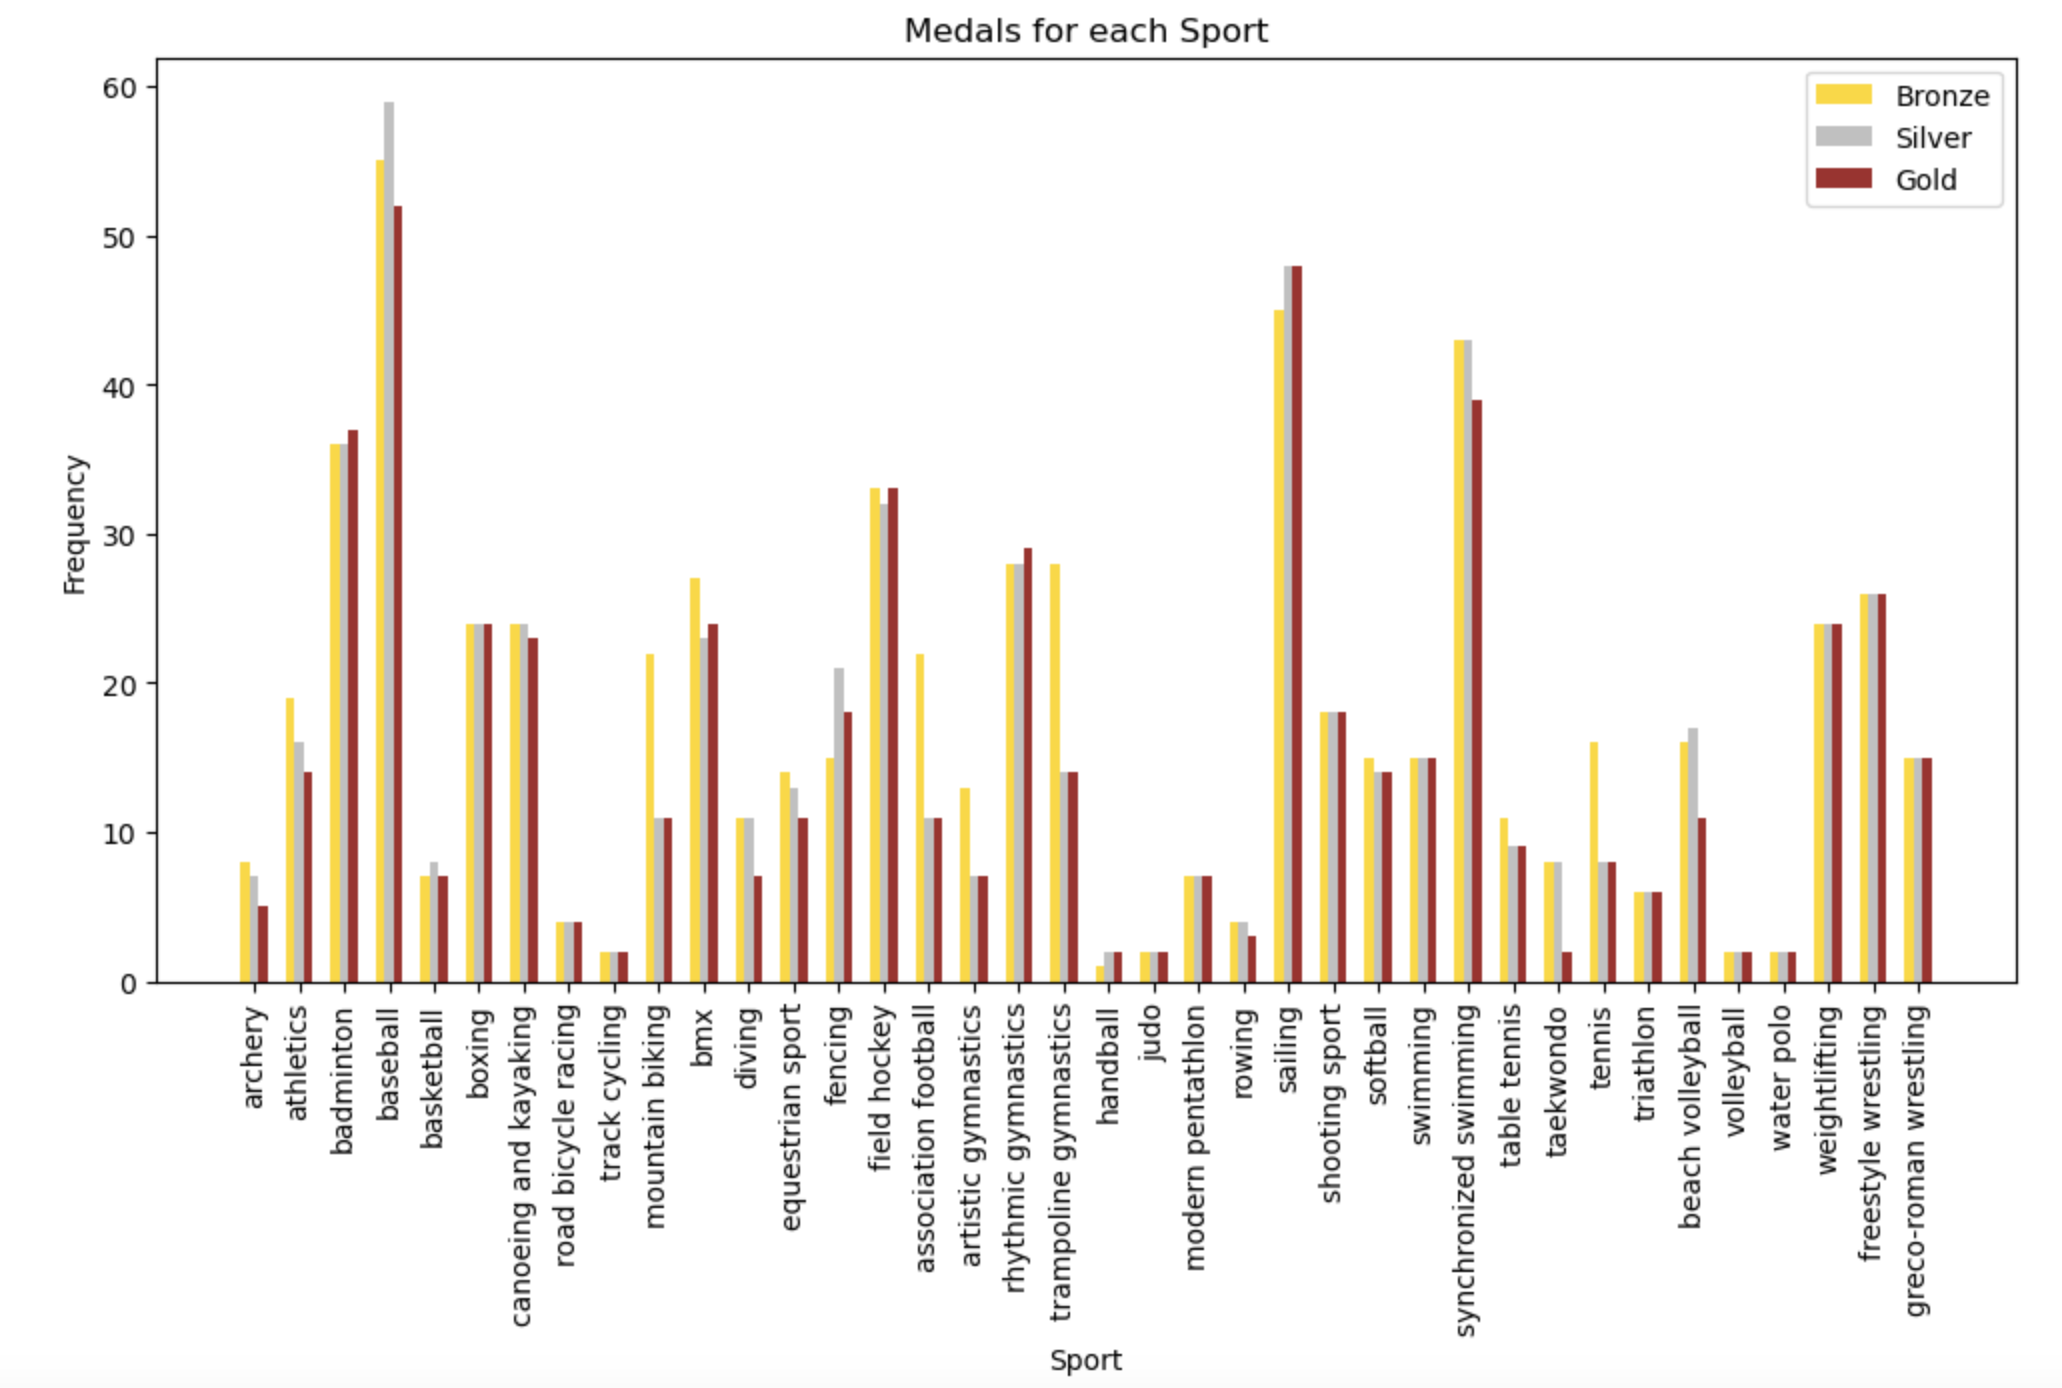 Medals for each Sport
Bronze
Silver
Gold
Frequency
60
50
40
30
20
10
0
archery
athletics
badminton
baseball
basketball
boxing
canoeing and kayaking
road bicycle racing
track cycling
mountain biking
bmx
diving
equestrian sport
fencing
field hockey
association football
artistic gymnastics
rhythmic gymnastics
trampoline gymnastics
handball
judo
modern pentathlon
rowing
sailing
shooting sport
softball
swimming
synchronized swimming
table tennis
taekwondo
tennis
triathlon
beach volleyball
volleyball
water polo
weightlifting
freestyle wrestling
greco-roman wrestling
Sport